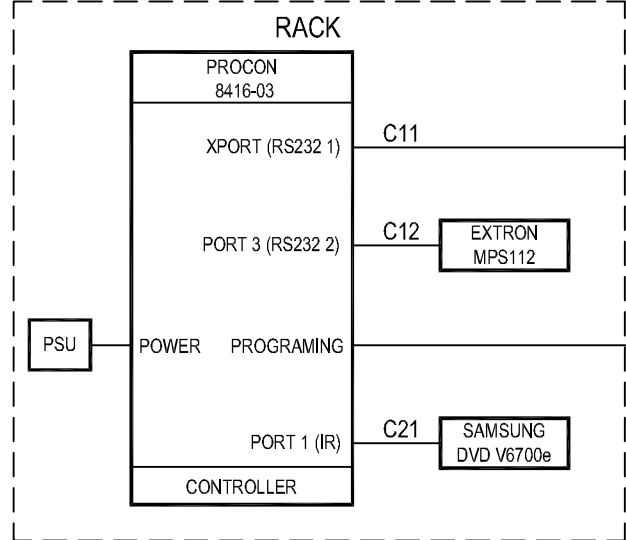 RACK
PROCON
8416-03
XPORT (RS232 1)
C11
PORT 3 (RS232 2)
C12
EXTRON
MPS112
PSU
POWER
PROGRAMING
PORT 1 (IR)
C21
SAMSUNG
DVD V6700e
CONTROLLER